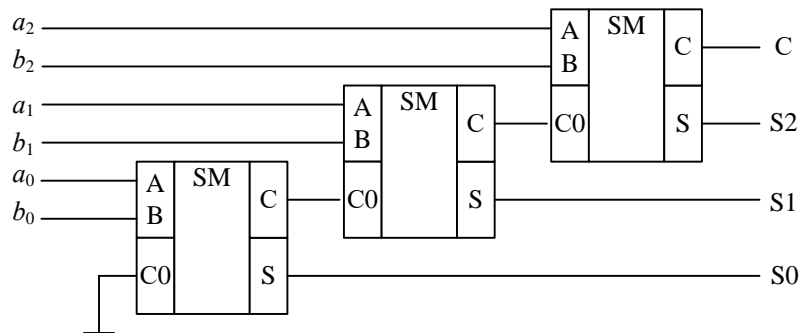 a₂ A SM C C
b₂ B
a₁ A SM C C0 S S2
b₁ B
a₀ A SM C C0 S S1
b₀ B
C0 S S0